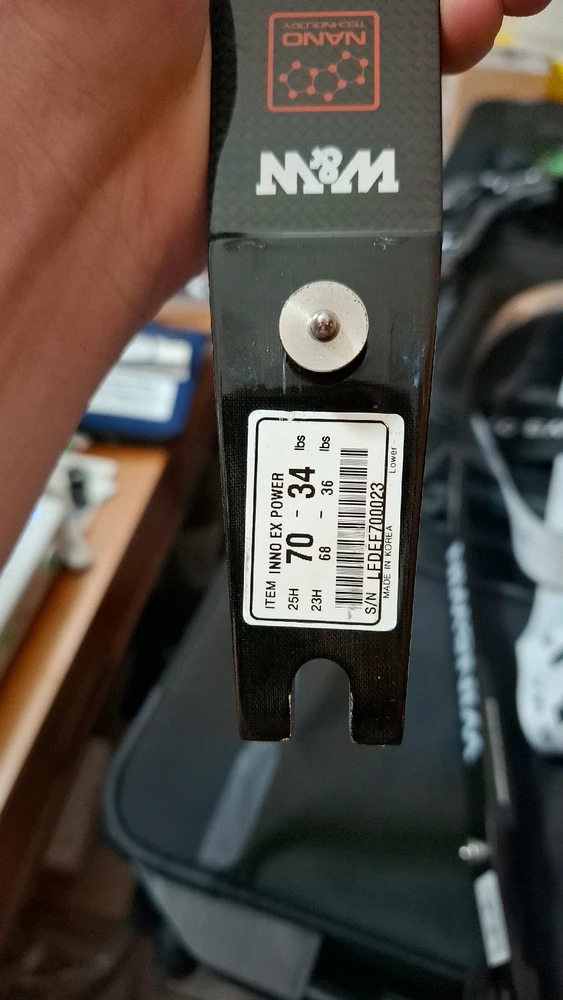 NANO
TECHNOLOGY
W&W
ITEM INNO EX POWER
25H 70 - 34 lbs
23H 68 - 36 lbs
S/N LEDEE700023
MADE IN KOREA
Lower